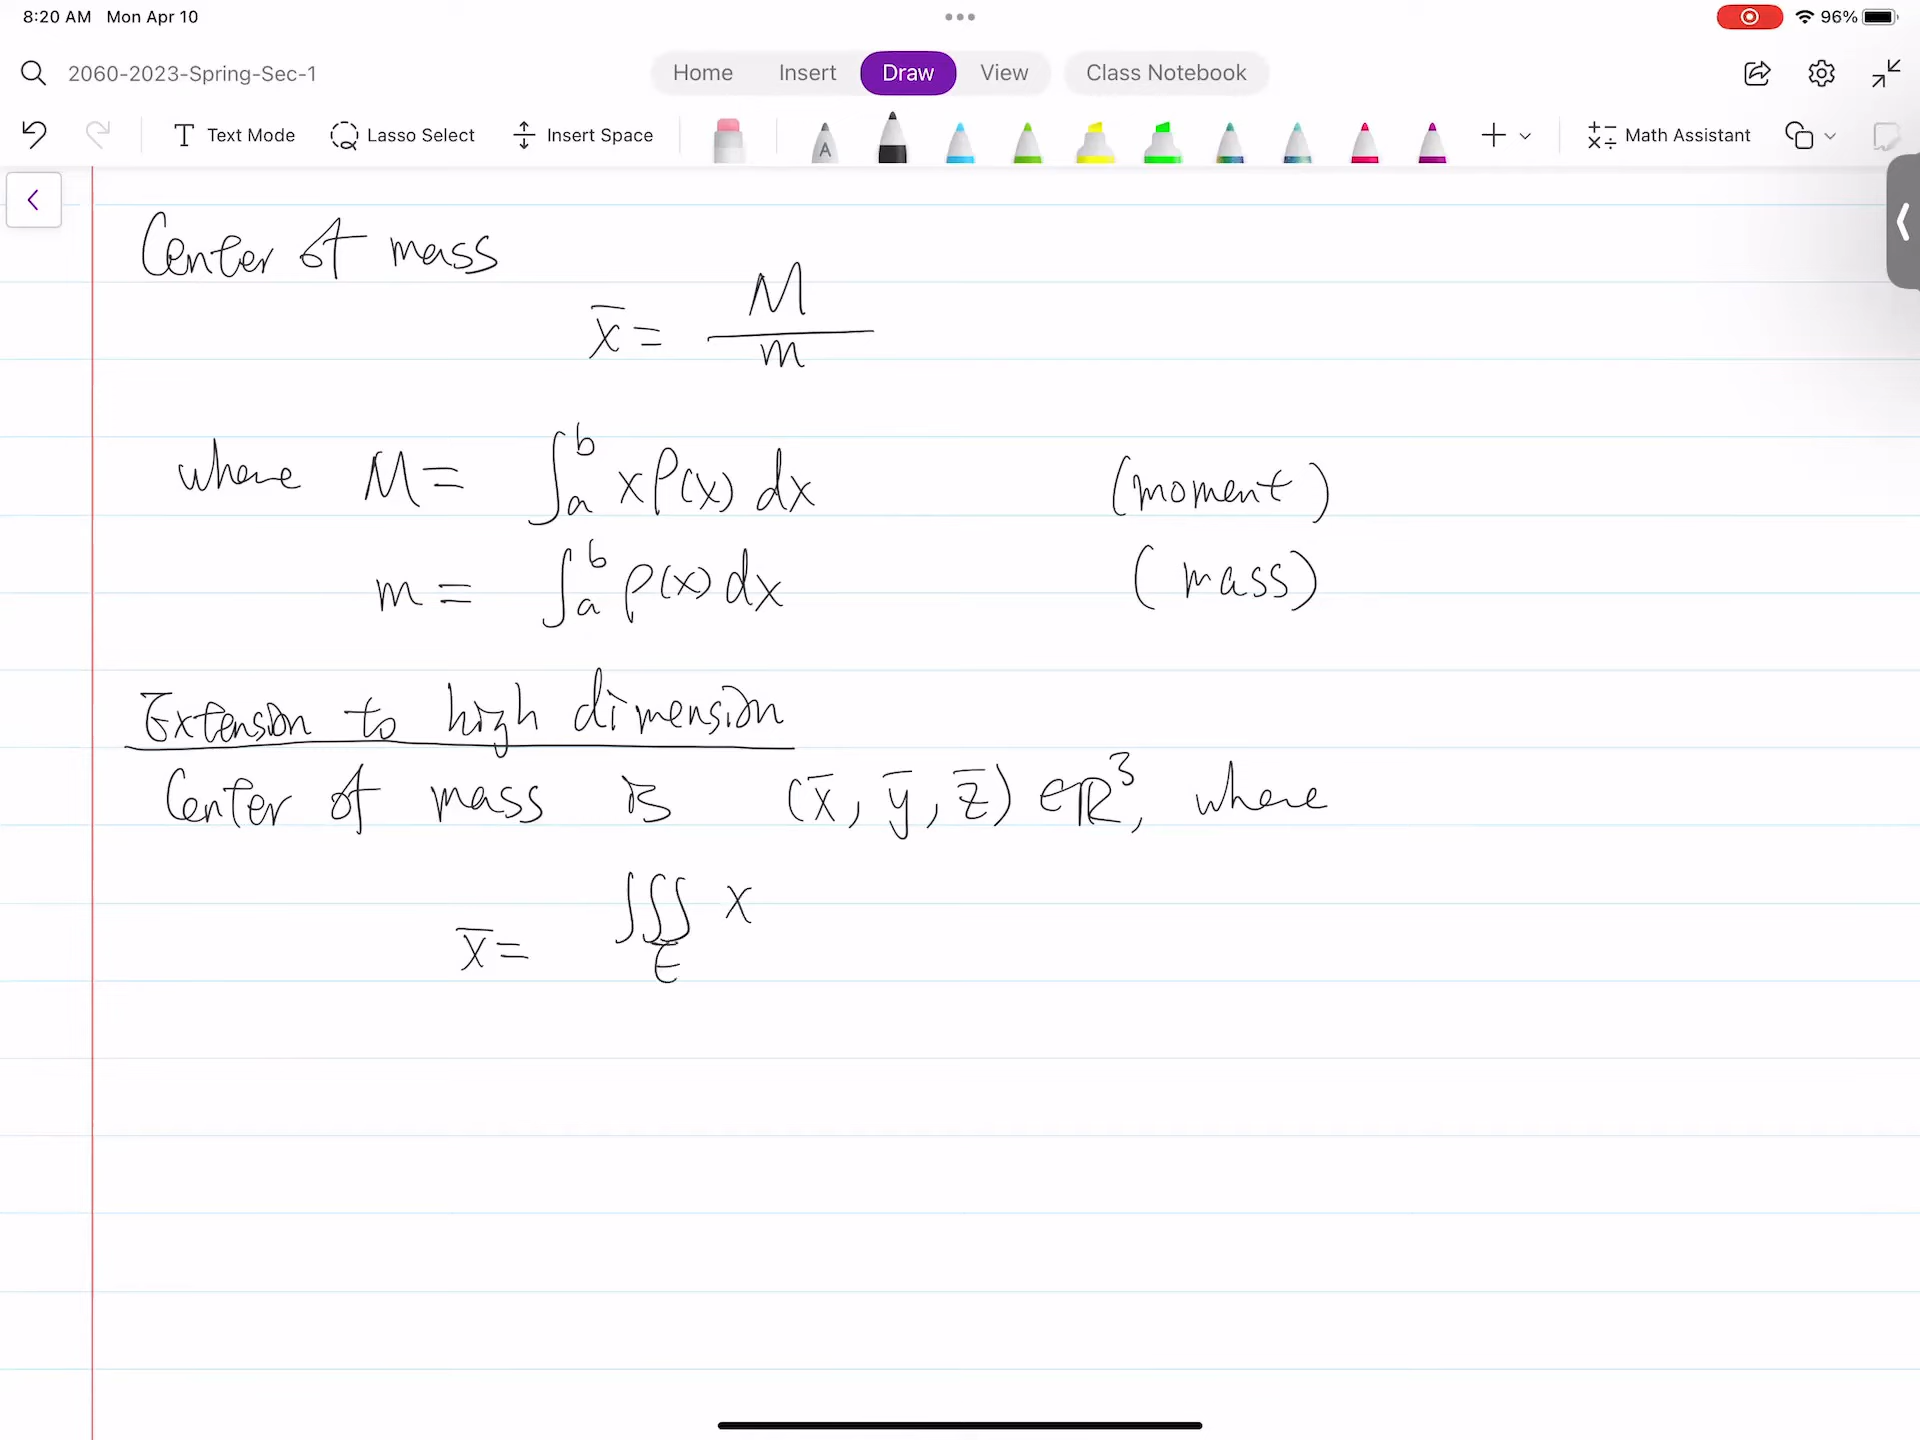 8:20 AM Mon Apr 10 96%
2060-2023-Spring-Sec-1 Home Insert Draw View Class Notebook
Text Mode Lasso Select Insert Space A Math Assistant
Center of mass
x̄ = M/m
where M = ∫_a^b xρ(x) dx (moment)
m = ∫_a^b ρ(x) dx (mass)
Extension to high dimension
Center of mass is (x̄, ȳ, z̄) ∈ ℝ³, where
x̄ = ∭_E x